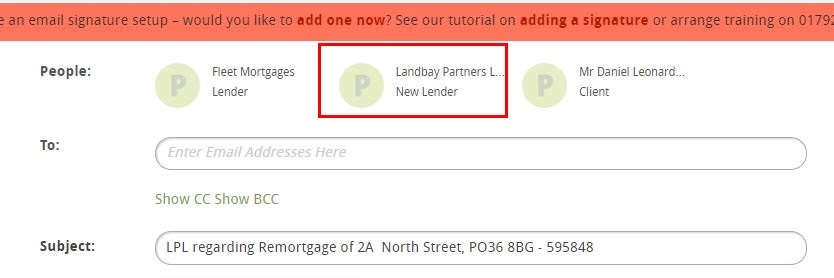 e an email signature setup – would you like to add one now? See our tutorial on adding a signature or arrange training on 01792
People:
P Fleet Mortgages Lender
P Landbay Partners L... New Lender
P Mr Daniel Leonard... Client
To:
Enter Email Addresses Here
Show CC Show BCC
Subject:
LPL regarding Remortgage of 2A  North Street, PO36 8BG - 595848